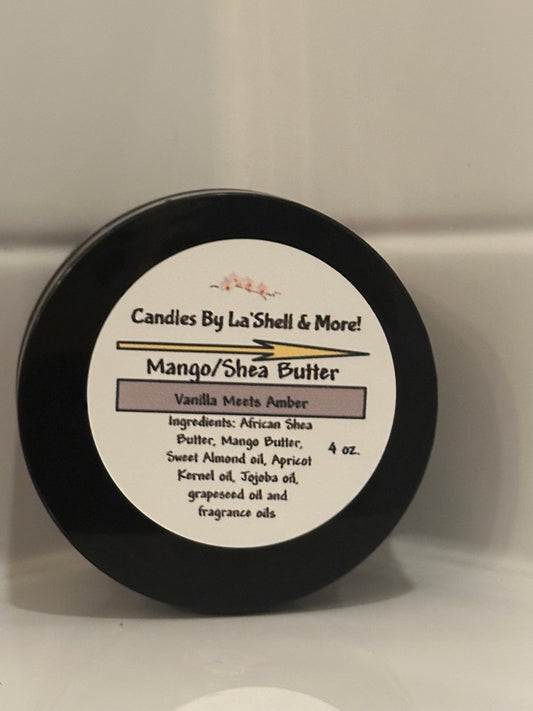 Candles By La'Shell & More!
Mango/Shea Butter
Vanilla Meets Amber
Ingredients: African Shea
Butter, Mango Butter,
Sweet Almond oil, Apricot
Kernel oil, Jojoba oil,
grapeseed oil and
fragrance oils
4 oz.